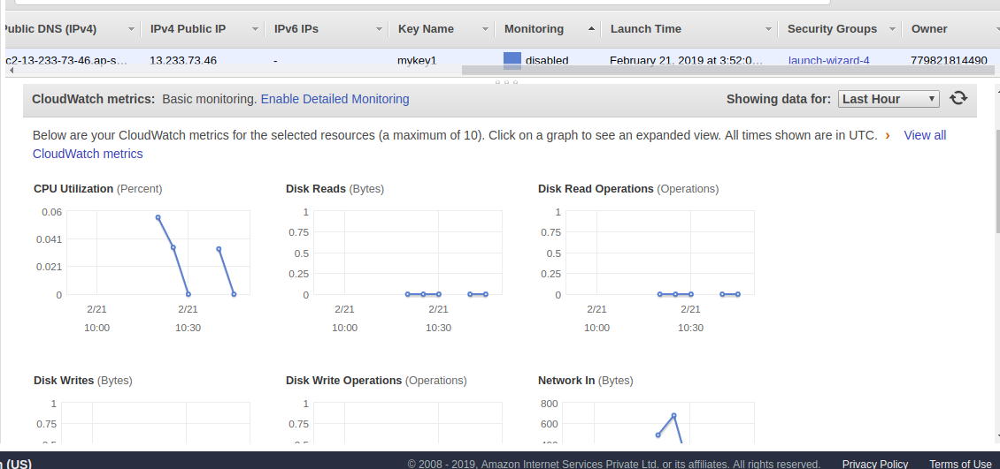 Public DNS (IPv4) IPv4 Public IP IPv6 IPs Key Name Monitoring Launch Time Security Groups Owner
c2-13-233-73-46.ap-s... 13.233.73.46 - mykey1 disabled February 21, 2019 at 3:52:0... launch-wizard-4 779821814490
CloudWatch metrics: Basic monitoring. Enable Detailed Monitoring Showing data for: Last Hour
Below are your CloudWatch metrics for the selected resources (a maximum of 10). Click on a graph to see an expanded view. All times shown are in UTC. › View all
CloudWatch metrics
CPU Utilization (Percent) Disk Reads (Bytes) Disk Read Operations (Operations)
0.06 1 1
0.041 0.75 0.75
0.5 0.5
0.021 0.25 0.25
0 0 0
2/21 2/21 2/21 2/21 2/21 2/21
10:00 10:30 10:00 10:30 10:00 10:30
Disk Writes (Bytes) Disk Write Operations (Operations) Network In (Bytes)
1 1 800
0.75 0.75 600
0.5 0.5 400
(US) © 2008 - 2019, Amazon Internet Services Private Ltd. or its affiliates. All rights reserved. Privacy Policy Terms of Use